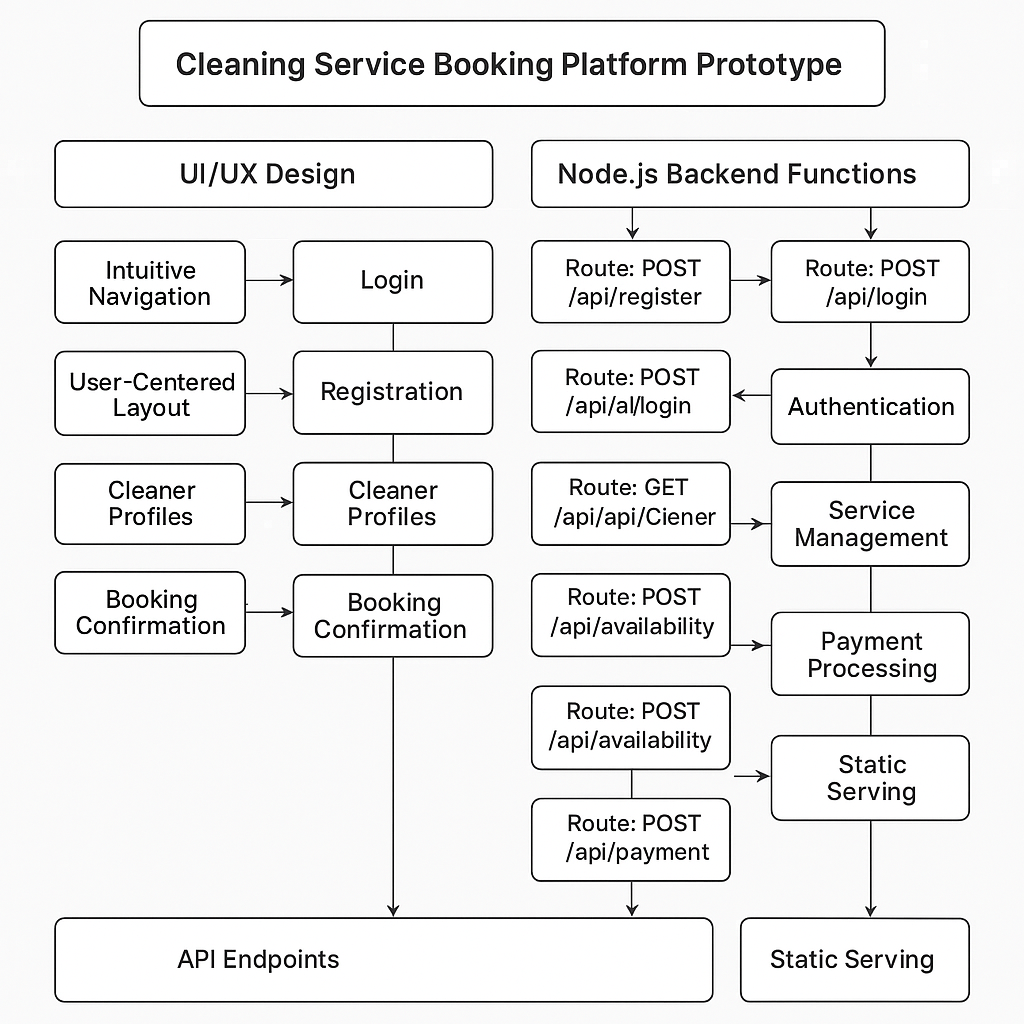 Cleaning Service Booking Platform Prototype
UI/UX Design
Intuitive
Navigation
Login
User-Centered
Layout
Registration
Cleaner
Profiles
Cleaner
Profiles
Booking
Confirmation
Booking
Confirmation
Node.js Backend Functions
Route: POST
/api/register
Route: POST
/api/login
Route: POST
/api/al/login
Authentication
Route: GET
/api/api/Ciener
Service
Management
Route: POST
/api/availability
Payment
Processing
Route: POST
/api/availability
Static
Serving
Route: POST
/api/payment
API Endpoints
Static Serving